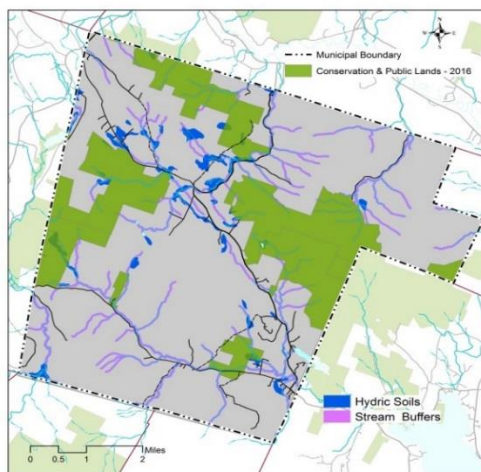 N
Municipal Boundary
Conservation & Public Lands - 2016
Hydric Soils
Stream Buffers
0 0.5 1 2
Miles